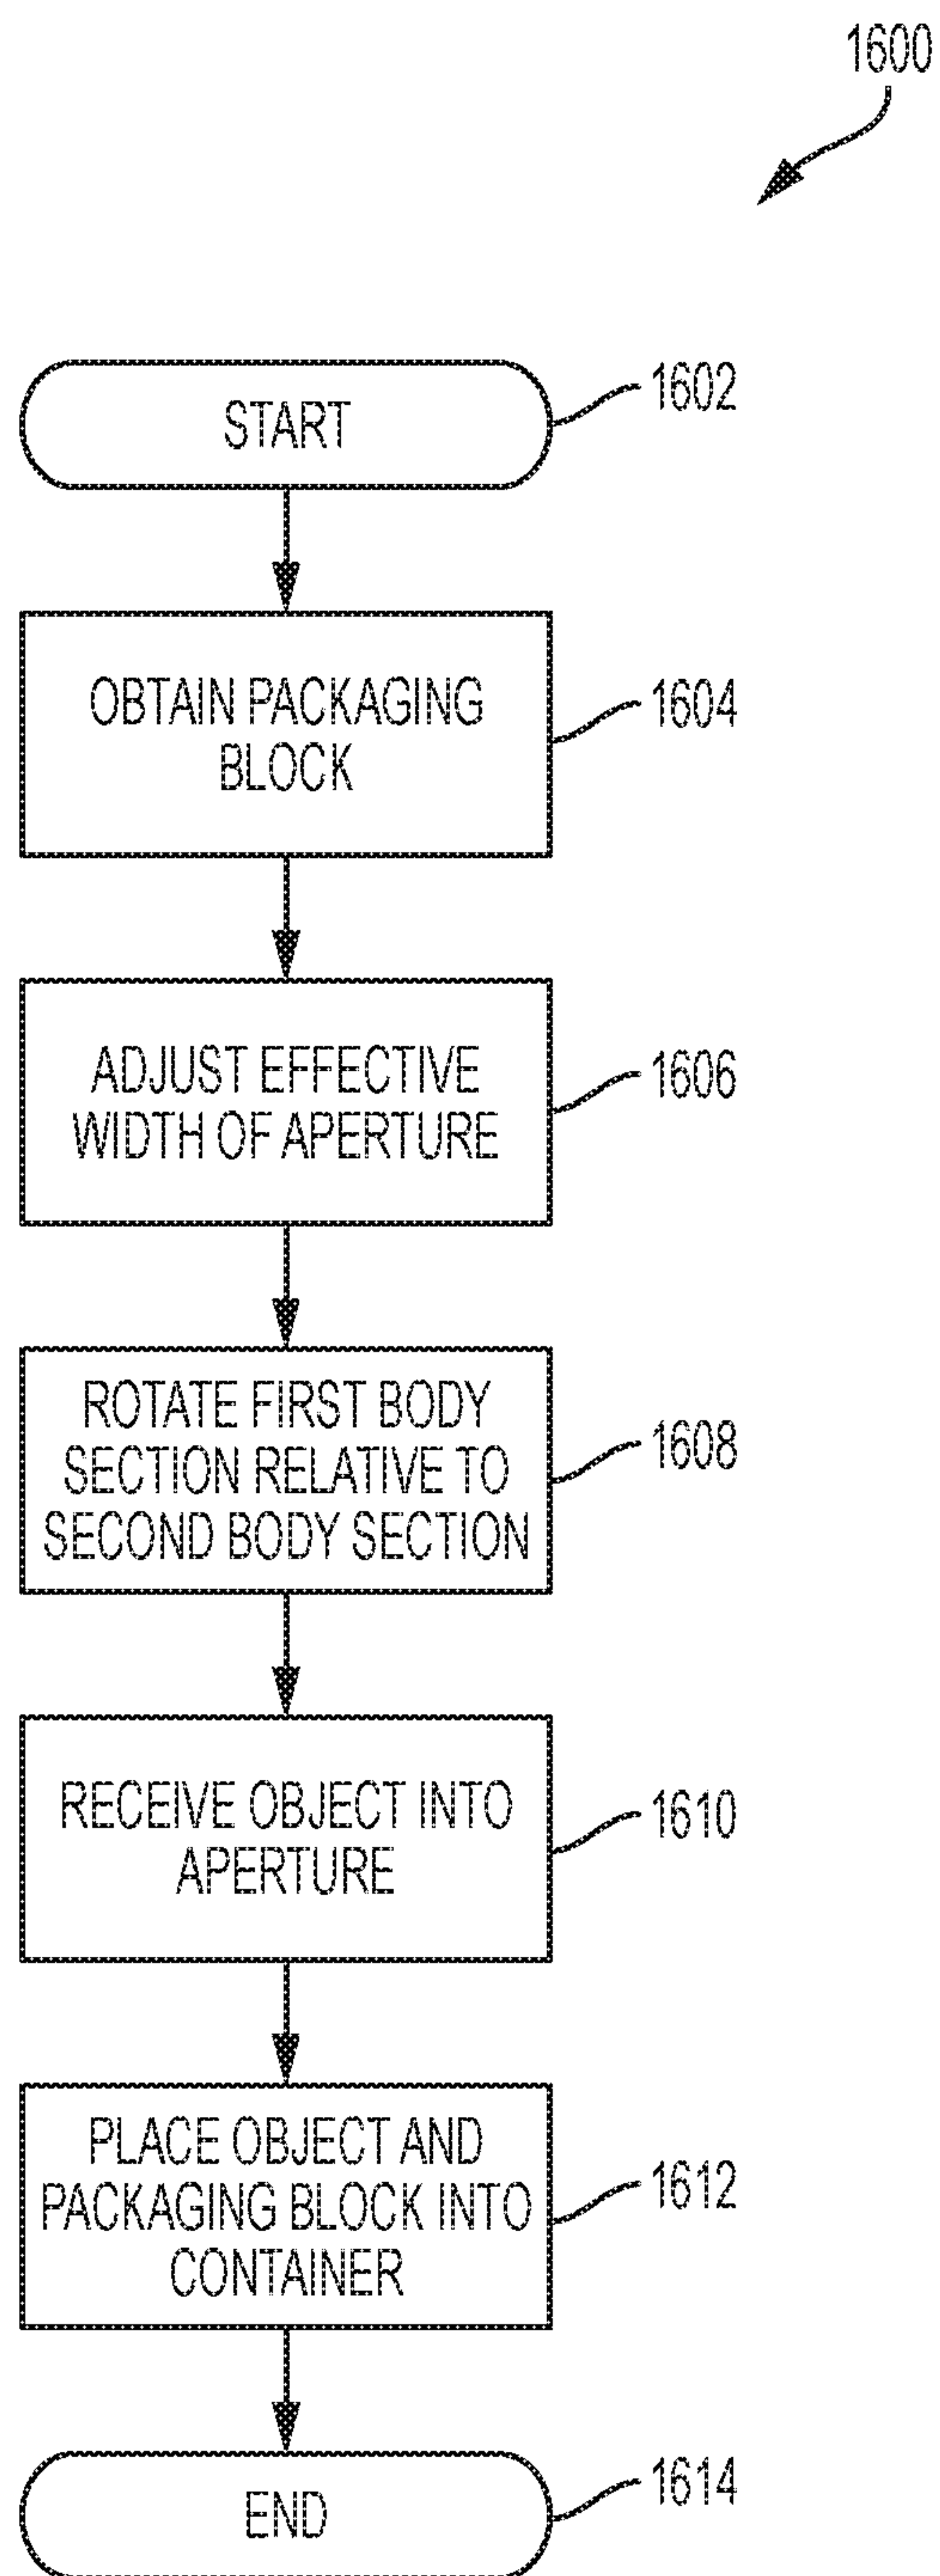 1600
START
1602
OBTAIN PACKAGING
BLOCK
1604
ADJUST EFFECTIVE
WIDTH OF APERTURE
1606
ROTATE FIRST BODY
SECTION RELATIVE TO
SECOND BODY SECTION
1608
RECEIVE OBJECT INTO
APERTURE
1610
PLACE OBJECT AND
PACKAGING BLOCK INTO
CONTAINER
1612
END
1614